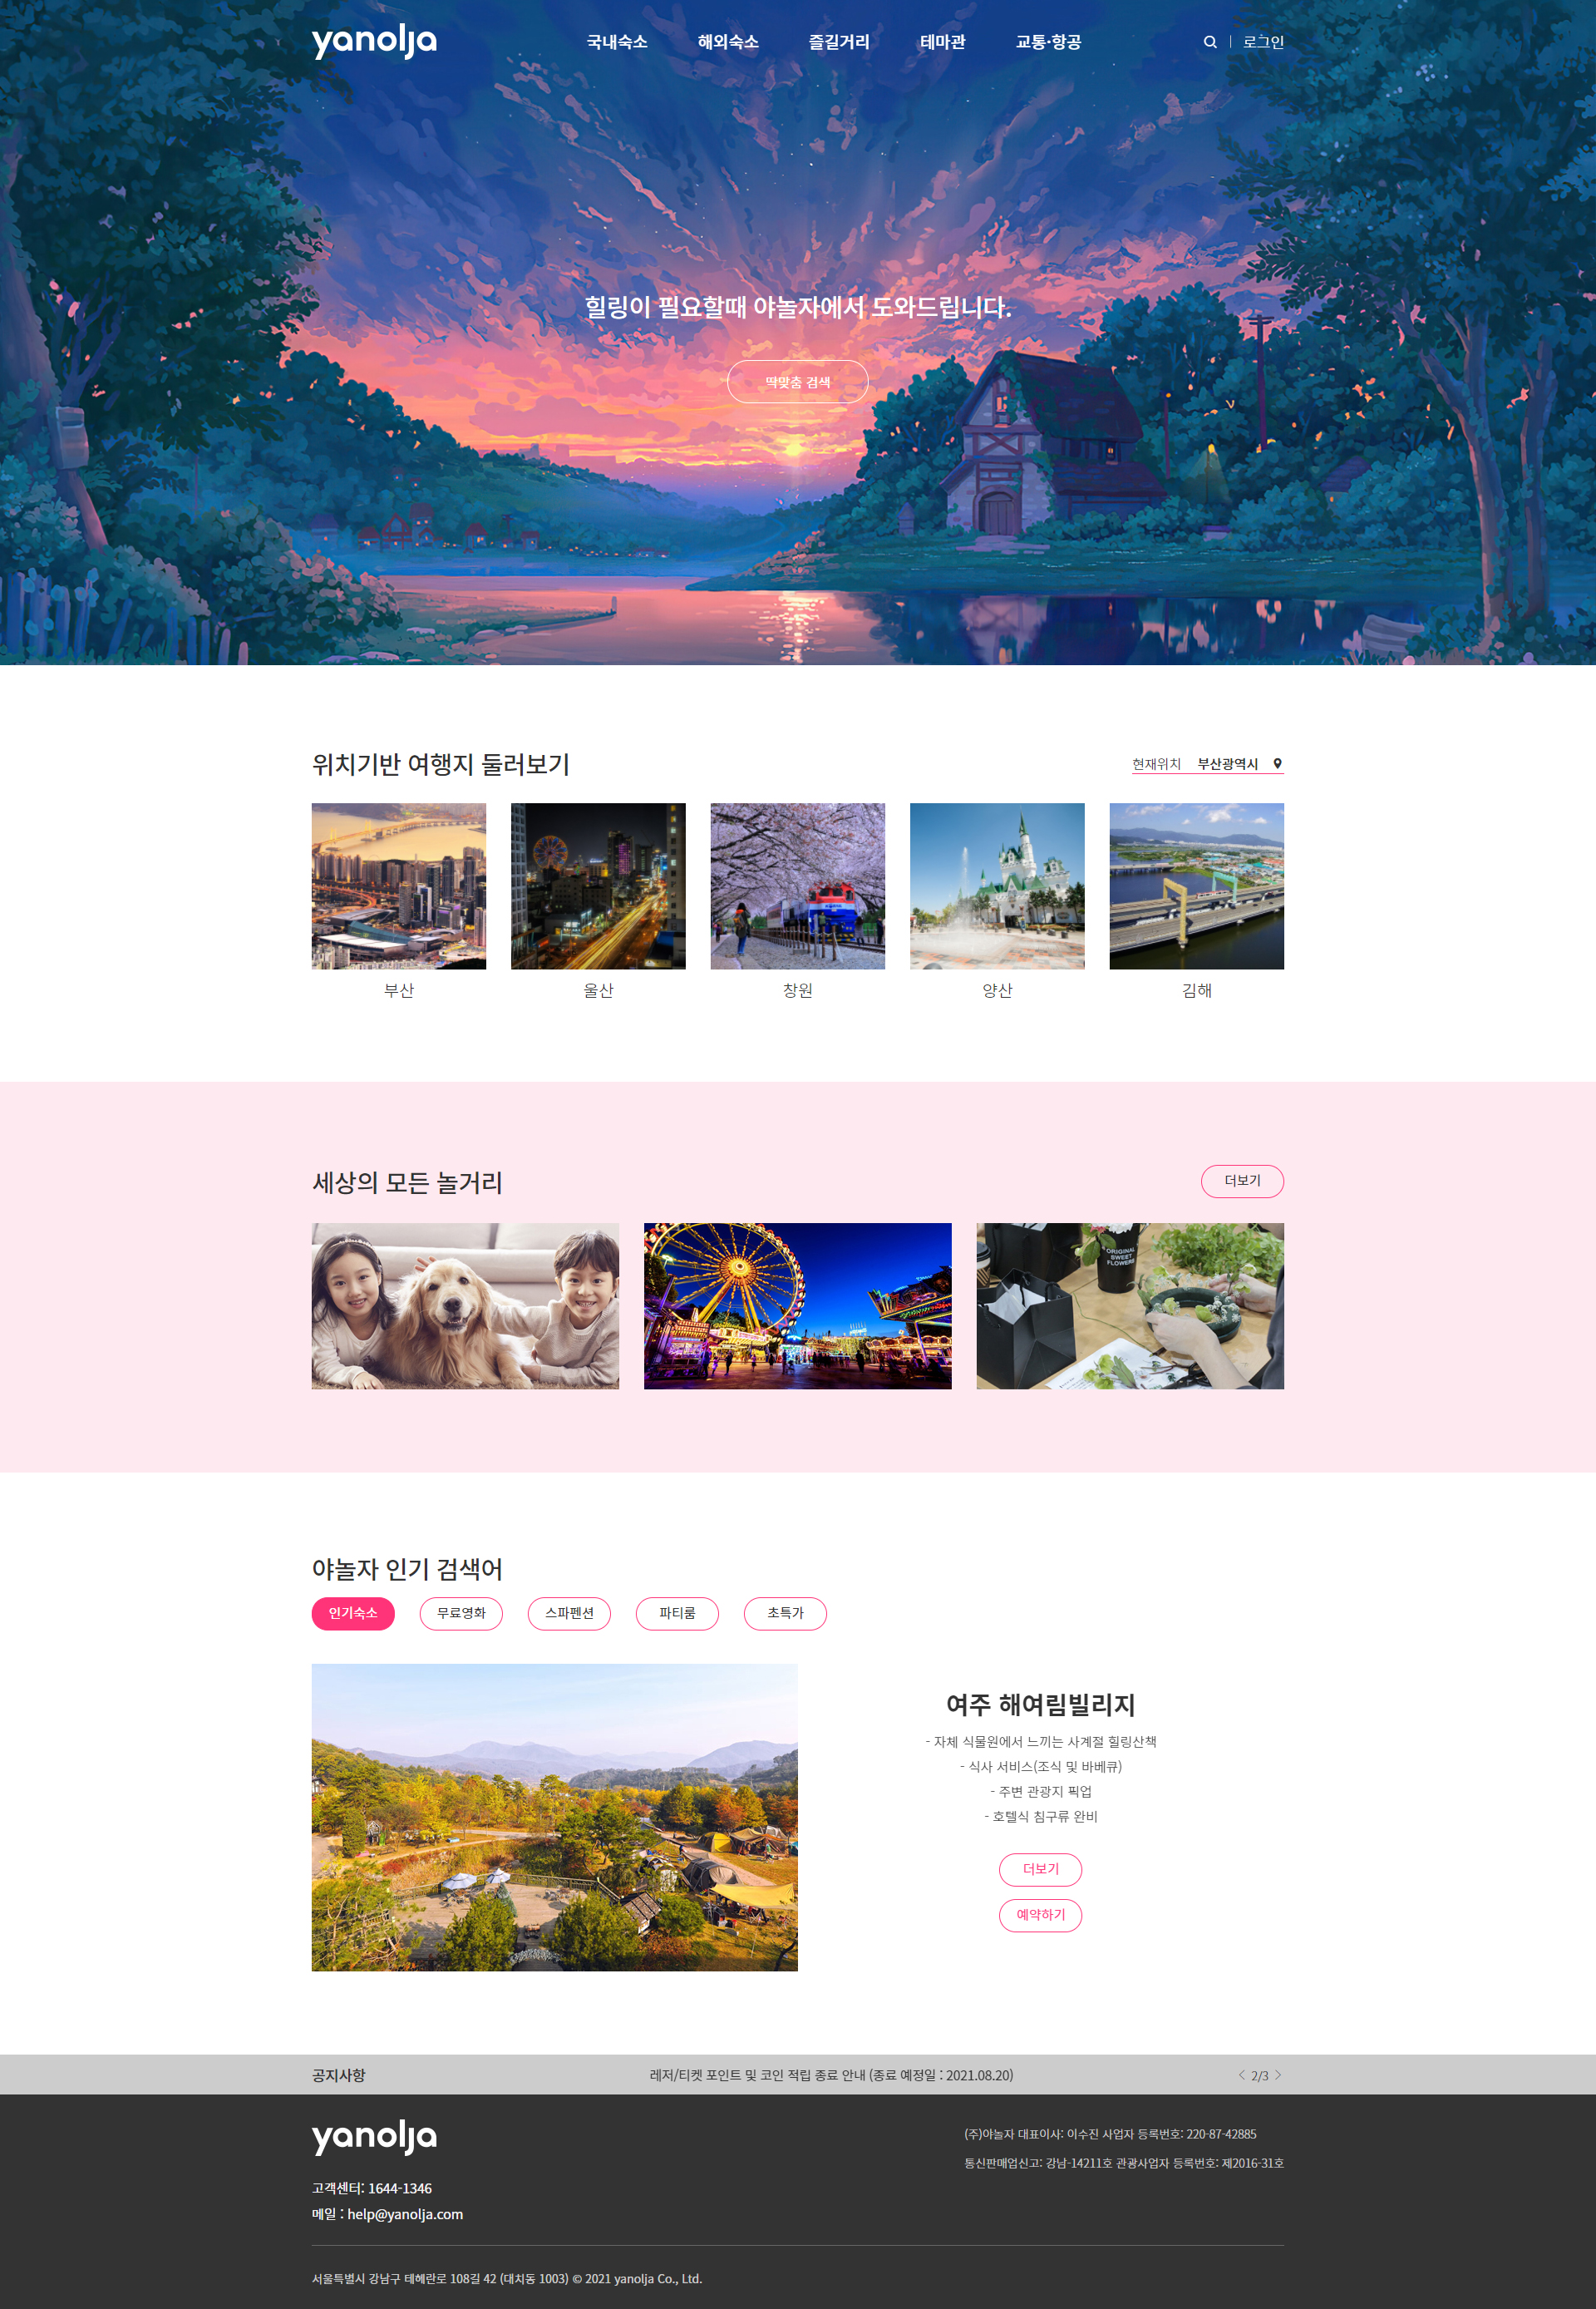 yanolja
국내숙소 해외숙소 즐길거리 테마관 교통·항공
로그인
힐링이 필요할때 야놀자에서 도와드립니다.
딱맞춤 검색
위치기반 여행지 둘러보기
현재위치 부산광역시
부산 울산 창원 양산 김해
세상의 모든 놀거리
더보기
ORIGINAL
SWEET
FLOWERS
야놀자 인기 검색어
인기숙소 무료영화 스파펜션 파티룸 초특가
여주 해여림빌리지
- 자체 식물원에서 느끼는 사계절 힐링산책
- 식사 서비스(조식 및 바베큐)
- 주변 관광지 픽업
- 호텔식 침구류 완비
더보기
예약하기
공지사항 레저/티켓 포인트 및 코인 적립 종료 안내 (종료 예정일 : 2021.08.20) < 2/3 >
yanolja
(주)야놀자 대표이사: 이수진 사업자 등록번호: 220-87-42885
통신판매업신고: 강남-14211호 관광사업자 등록번호: 제2016-31호
고객센터: 1644-1346
메일 : help@yanolja.com
서울특별시 강남구 테헤란로 108길 42 (대치동 1003) © 2021 yanolja Co., Ltd.